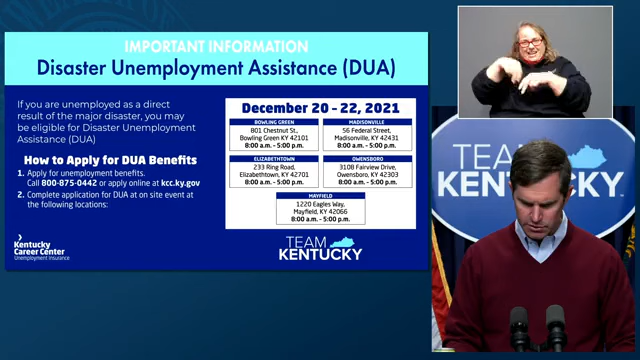 IMPORTANT INFORMATION
Disaster Unemployment Assistance (DUA)
If you are unemployed as a direct
result of the major disaster, you may
be eligible for Disaster Unemployment
Assistance (DUA)
How to Apply for DUA Benefits
1. Apply for unemployment benefits.
Call 800-875-0442 or apply online at kcc.ky.gov
2. Complete application for DUA at on site event at
the following locations:
December 20 - 22, 2021
BOWLING GREEN
801 Chestnut St.,
Bowling Green KY 42101
8:00 a.m. - 5:00 p.m.
MADISONVILLE
56 Federal Street,
Madisonville, KY 42431
8:00 a.m. - 5:00 p.m.
ELIZABETHTOWN
233 Ring Road,
Elizabethtown, KY 42701
8:00 a.m. - 5:00 p.m.
OWENSBORO
3108 Fairview Drive,
Owensboro, KY 42303
8:00 a.m. - 5:00 p.m.
MAYFIELD
1220 Eagles Way,
Mayfield, KY 42066
8:00 a.m. - 5:00 p.m.
Kentucky
Career Center
Unemployment Insurance
TEAM
KENTUCKY
TEAM
KENTUCKY